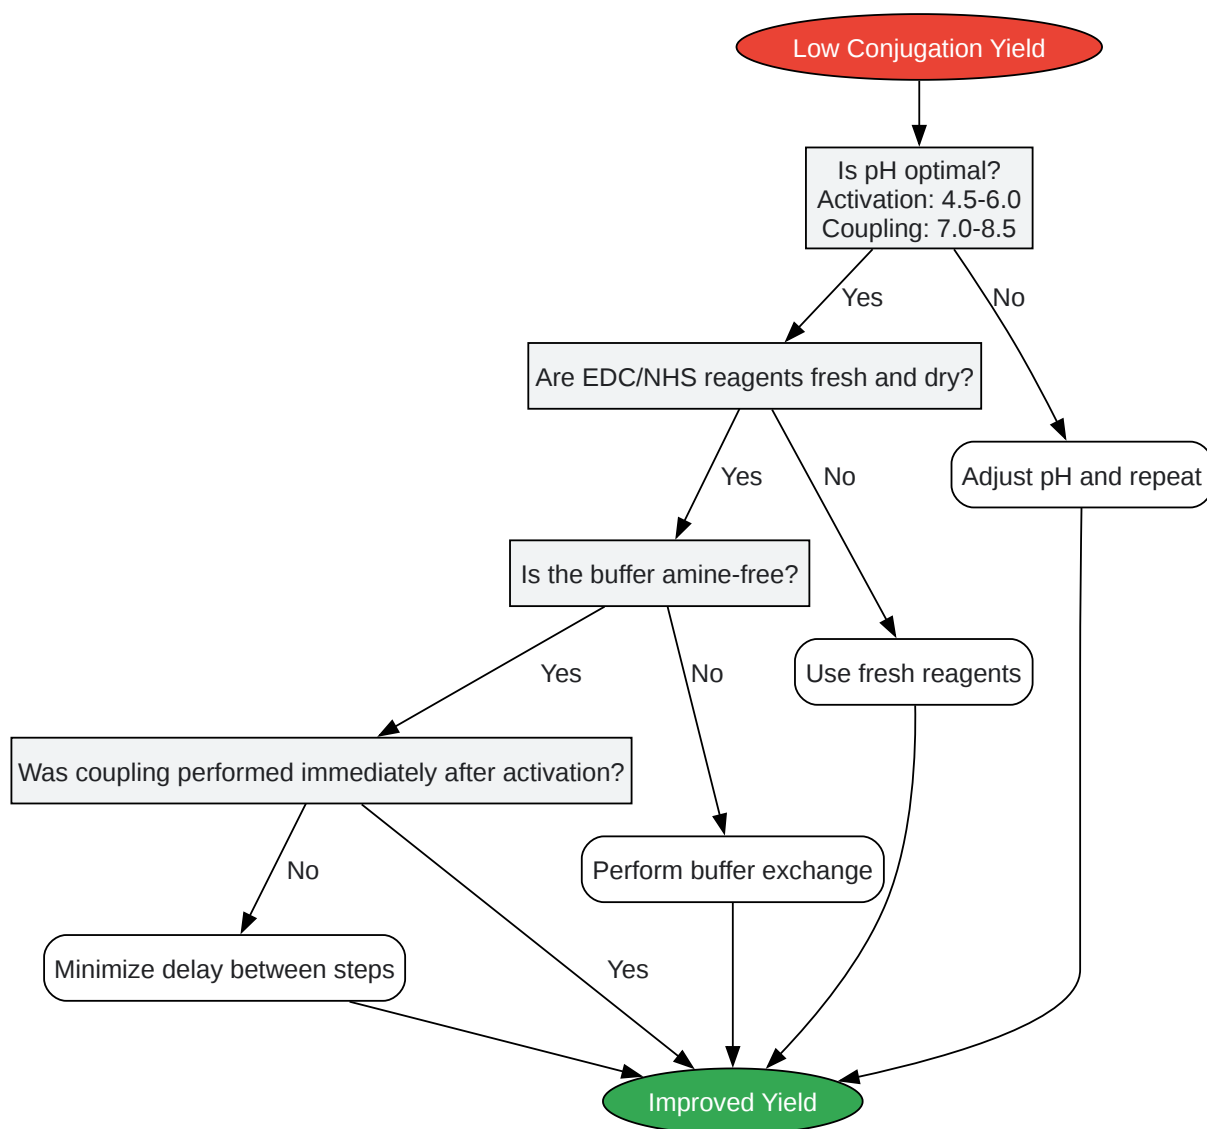 Low Conjugation Yield
Is pH optimal?
Activation: 4.5-6.0
Coupling: 7.0-8.5
Yes
No
Are EDC/NHS reagents fresh and dry?
Yes
No
Adjust pH and repeat
Is the buffer amine-free?
Yes
No
Use fresh reagents
Was coupling performed immediately after activation?
No
Perform buffer exchange
Minimize delay between steps
Yes
Improved Yield